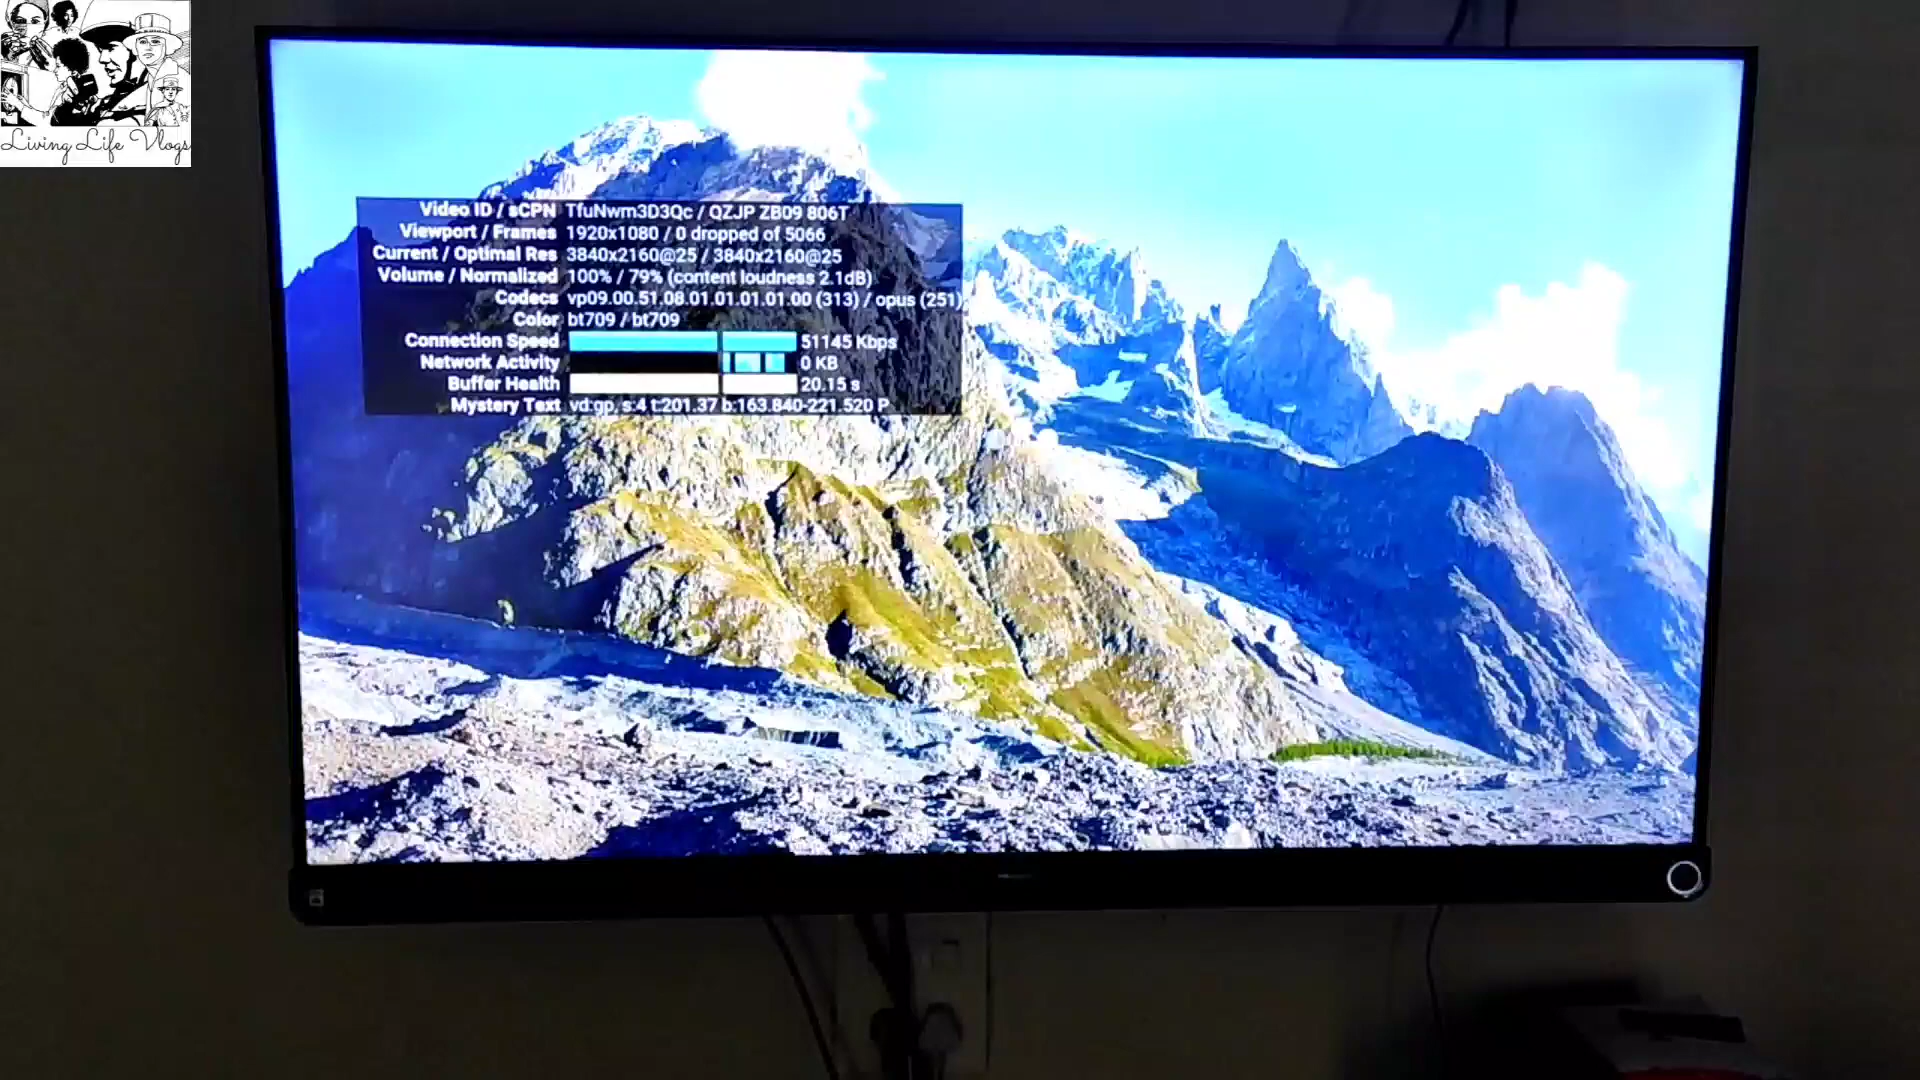 Living Life Vlogs
Video ID / sCPN TfuNwm3D3Qc / QZJP ZB09 806T
Viewport / Frames 1920x1080 / 0 dropped of 5066
Current / Optimal Res 3840x2160@25 / 3840x2160@25
Volume / Normalized 100% / 79% (content loudness 2.1dB)
Codecs vp09.00.51.08.01.01.01.01.00 (313) / opus (251)
Color bt709 / bt709
Connection Speed 51145 Kbps
Network Activity 0 KB
Buffer Health 20.15 s
Mystery Text vd:gp, s:4 t:201.37 b:163.840-221.520 P